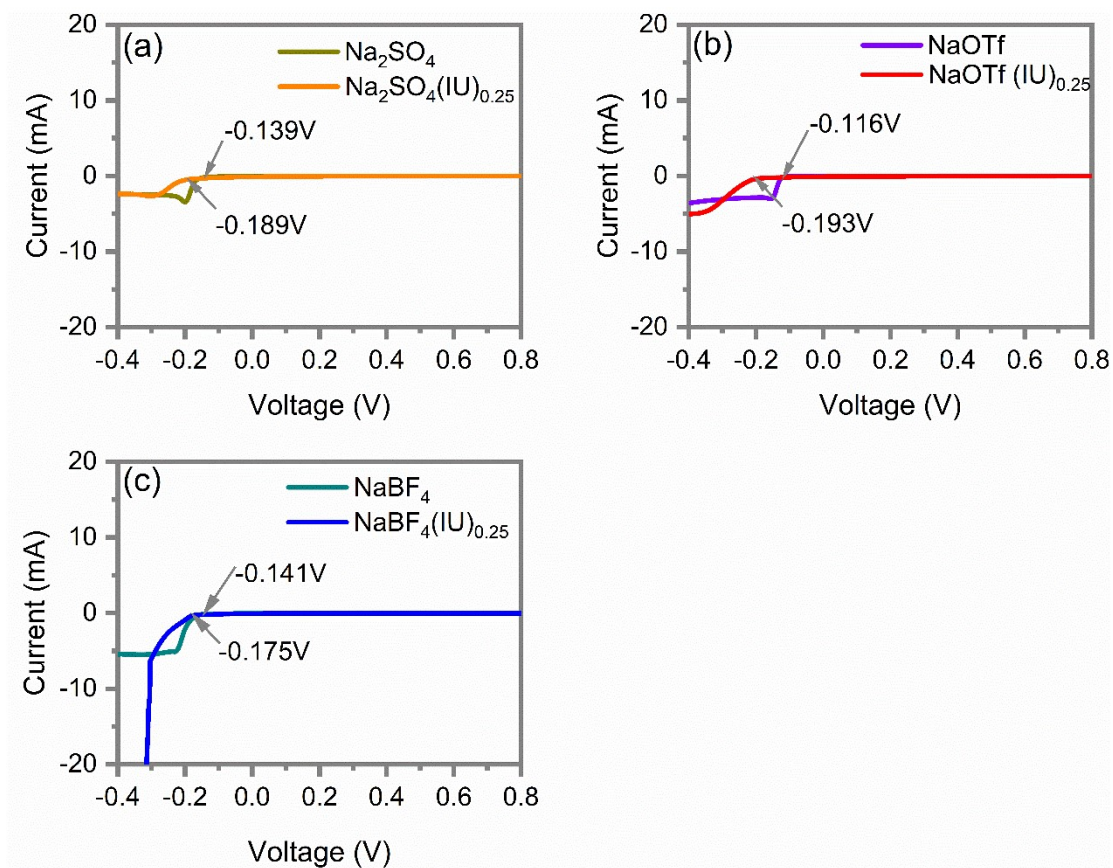 (a)
Na₂SO₄
Na₂SO₄(IU)₀.₂₅
-0.139V
-0.189V
20
10
0
-10
-20
Current (mA)
-0.4 -0.2 0.0 0.2 0.4 0.6 0.8
Voltage (V)
(b)
NaOTf
NaOTf (IU)₀.₂₅
-0.116V
-0.193V
20
10
0
-10
-20
Current (mA)
-0.4 -0.2 0.0 0.2 0.4 0.6 0.8
Voltage (V)
(c)
NaBF₄
NaBF₄(IU)₀.₂₅
-0.141V
-0.175V
20
10
0
-10
-20
Current (mA)
-0.4 -0.2 0.0 0.2 0.4 0.6 0.8
Voltage (V)